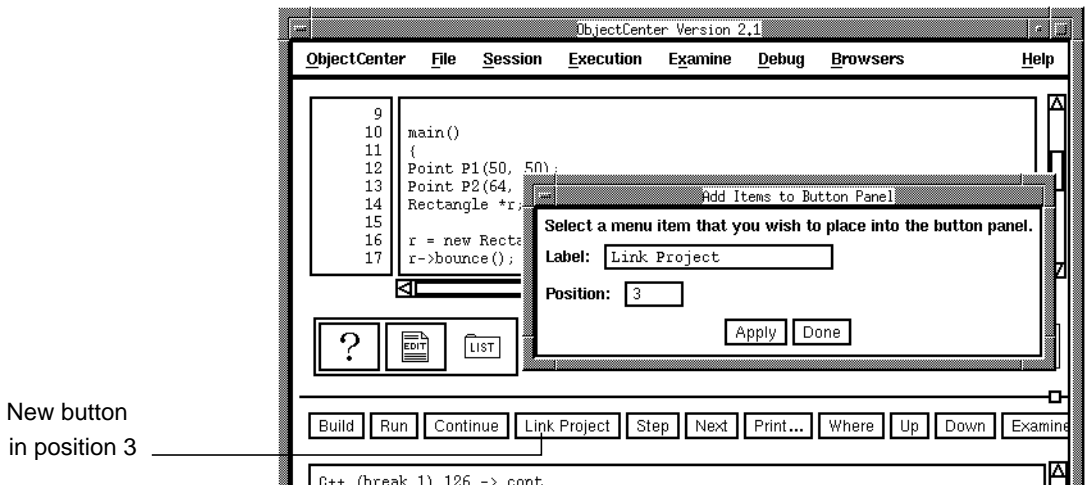 ObjectCenter Version 2.1
ObjectCenter File Session Execution Examine Debug Browsers Help
9
10 main()
11 {
12 Point P1(50, 50);
13 Point P2(64,
14 Rectangle *r;
15
16 r = new Recta
17 r->bounce();
Add Items to Button Panel
Select a menu item that you wish to place into the button panel.
Label: Link Project
Position: 3
Apply Done
? EDIT LIST
New button
in position 3
Build Run Continue Link Project Step Next Print... Where Up Down Examine
C++ (break 1) 126 -> cont